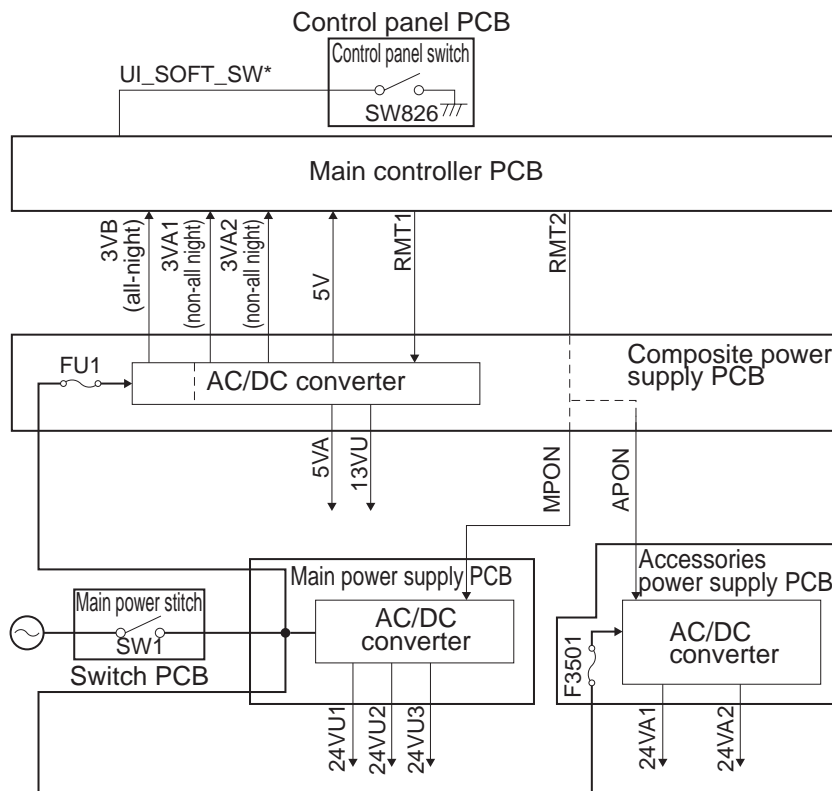 Control panel PCB
Control panel switch
UI_SOFT_SW*
SW826
Main controller PCB
3VB
(all-night)
3VA1
(non-all night)
3VA2
(non-all night)
5V
RMT1
RMT2
FU1
AC/DC converter
Composite power
supply PCB
5VA
13VU
MPON
APON
Main power stitch
SW1
Switch PCB
Main power supply PCB
AC/DC
converter
24VU1
24VU2
24VU3
Accessories
power supply PCB
F3501
AC/DC
converter
24VA1
24VA2